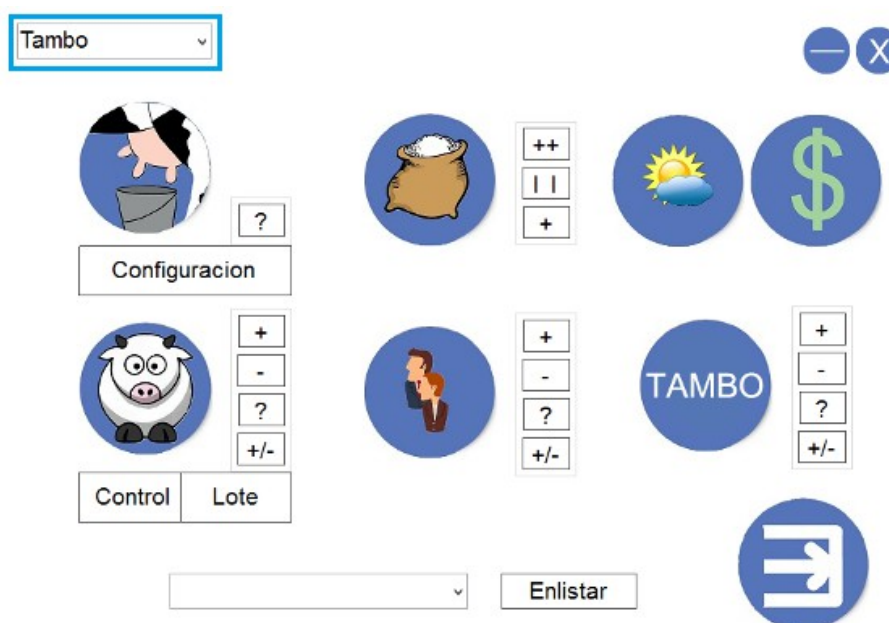 Tambo
X
++
| |
+
$
?
Configuracion
+
-
?
+/-
+
-
?
+/-
TAMBO
+
-
?
+/-
Control Lote
Enlistar